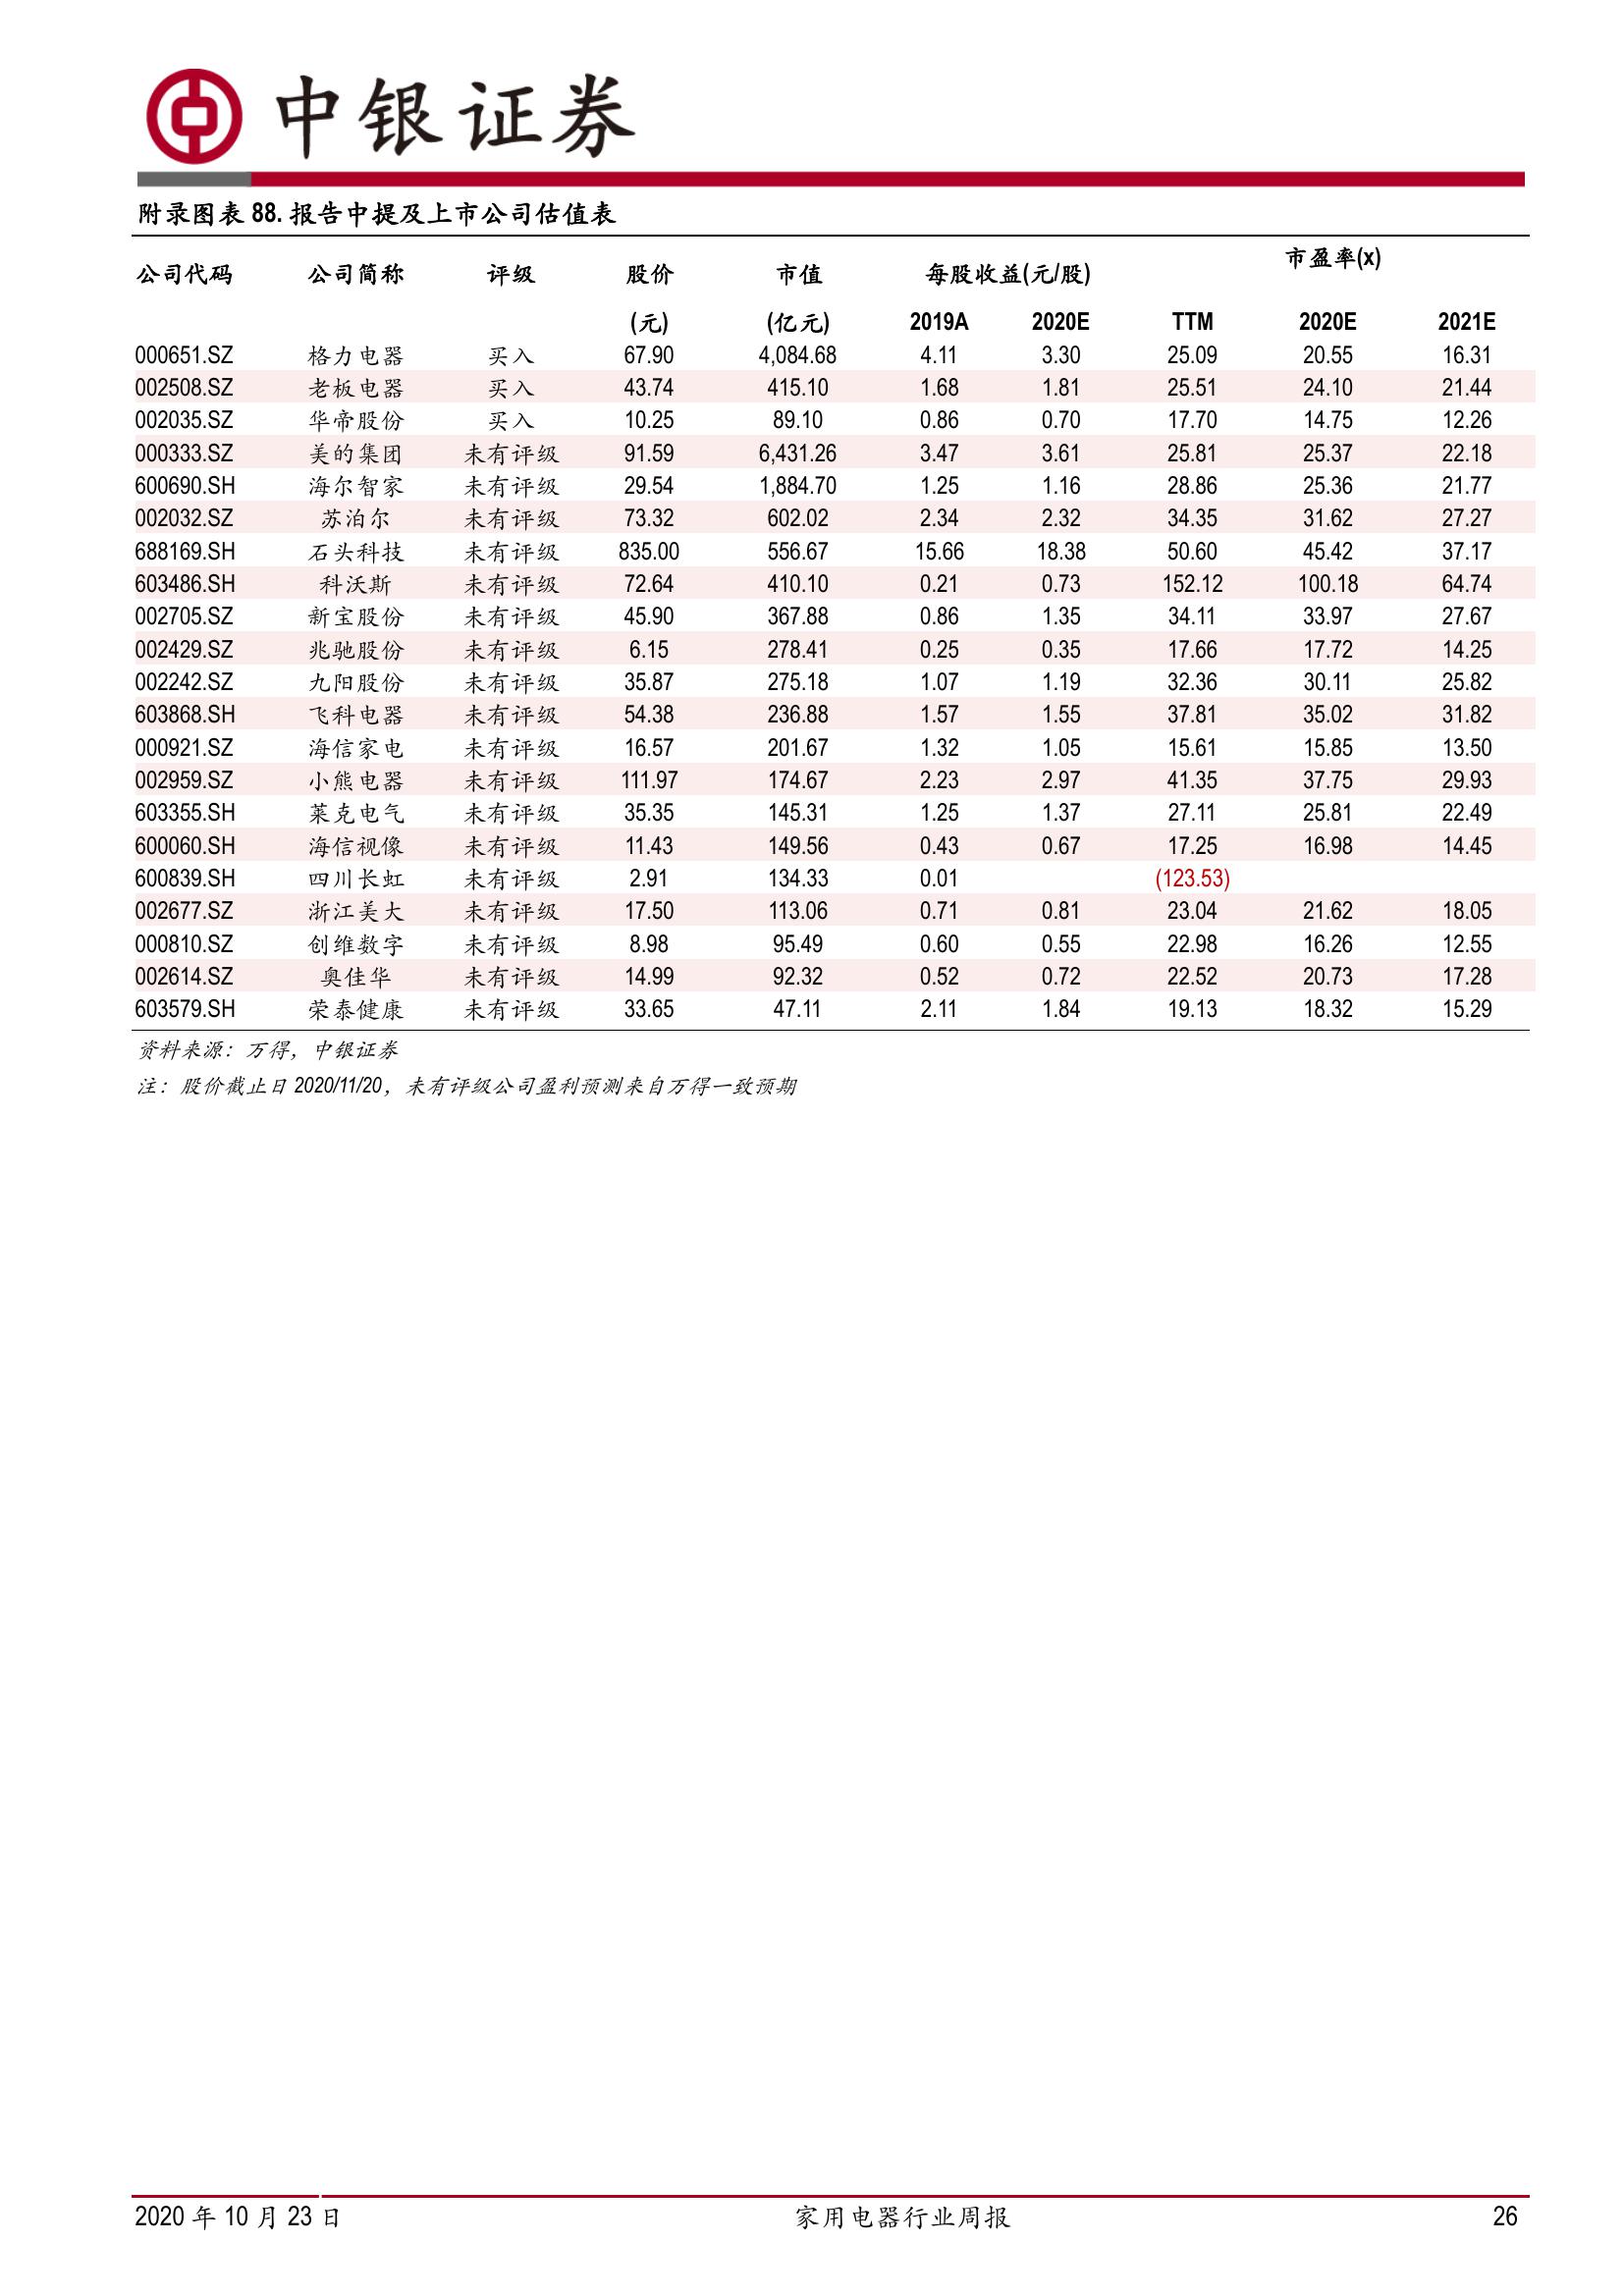 中银证券
附录图表 88. 报告中提及上市公司估值表
公司代码 公司简称 评级 股价 市值 每股收益(元/股) 市盈率(x)
(元) (亿元) 2019A 2020E TTM 2020E 2021E
000651.SZ 格力电器 买入 67.90 4,084.68 4.11 3.30 25.09 20.55 16.31
002508.SZ 老板电器 买入 43.74 415.10 1.68 1.81 25.51 24.10 21.44
002035.SZ 华帝股份 买入 10.25 89.10 0.86 0.70 17.70 14.75 12.26
000333.SZ 美的集团 未有评级 91.59 6,431.26 3.47 3.61 25.81 25.37 22.18
600690.SH 海尔智家 未有评级 29.54 1,884.70 1.25 1.16 28.86 25.36 21.77
002032.SZ 苏泊尔 未有评级 73.32 602.02 2.34 2.32 34.35 31.62 27.27
688169.SH 石头科技 未有评级 835.00 556.67 15.66 18.38 50.60 45.42 37.17
603486.SH 科沃斯 未有评级 72.64 410.10 0.21 0.73 152.12 100.18 64.74
002705.SZ 新宝股份 未有评级 45.90 367.88 0.86 1.35 34.11 33.97 27.67
002429.SZ 兆驰股份 未有评级 6.15 278.41 0.25 0.35 17.66 17.72 14.25
002242.SZ 九阳股份 未有评级 35.87 275.18 1.07 1.19 32.36 30.11 25.82
603868.SH 飞科电器 未有评级 54.38 236.88 1.57 1.55 37.81 35.02 31.82
000921.SZ 海信家电 未有评级 16.57 201.67 1.32 1.05 15.61 15.85 13.50
002959.SZ 小熊电器 未有评级 111.97 174.67 2.23 2.97 41.35 37.75 29.93
603355.SH 莱克电气 未有评级 35.35 145.31 1.25 1.37 27.11 25.81 22.49
600060.SH 海信视像 未有评级 11.43 149.56 0.43 0.67 17.25 16.98 14.45
600839.SH 四川长虹 未有评级 2.91 134.33 0.01 (123.53)
002677.SZ 浙江美大 未有评级 17.50 113.06 0.71 0.81 23.04 21.62 18.05
000810.SZ 创维数字 未有评级 8.98 95.49 0.60 0.55 22.98 16.26 12.55
002614.SZ 奥佳华 未有评级 14.99 92.32 0.52 0.72 22.52 20.73 17.28
603579.SH 荣泰健康 未有评级 33.65 47.11 2.11 1.84 19.13 18.32 15.29
资料来源：万得，中银证券
注：股价截止日 2020/11/20，未有评级公司盈利预测来自万得一致预期
2020 年 10 月 23 日 家用电器行业周报 26